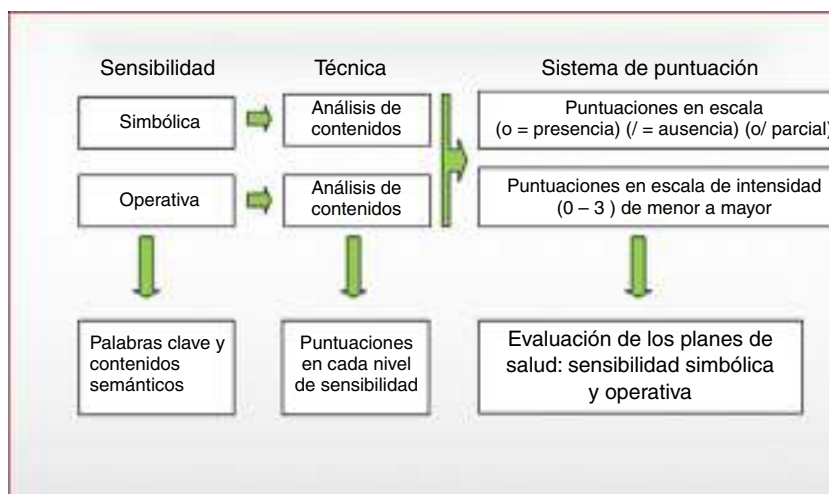 Sensibilidad
Técnica
Sistema de puntuación
Simbólica
Análisis de
contenidos
Puntuaciones en escala
(o = presencia) (/ = ausencia) (o/ parcial)
Operativa
Análisis de
contenidos
Puntuaciones en escala de intensidad
(0 – 3 ) de menor a mayor
Palabras clave y
contenidos
semánticos
Puntuaciones
en cada nivel
de sensibilidad
Evaluación de los planes de
salud: sensibilidad simbólica
y operativa